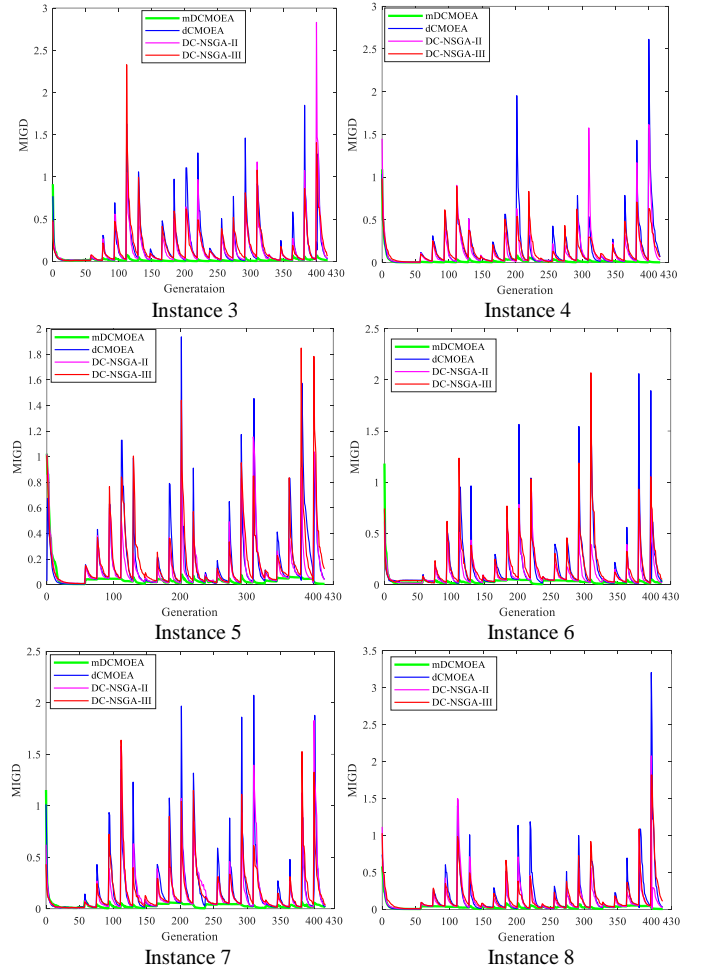 3
2.5
2
1.5
1
0.5
0
MIGD
mDCMOEA
dCMOEA
DC-NSGA-II
DC-NSGA-III
0 50 100 150 200 250 300 350 400 430
Generataion
Instance 3
3
2.5
2
1.5
1
0.5
0
MIGD
mDCMOEA
dCMOEA
DC-NSGA-II
DC-NSGA-III
0 50 100 150 200 250 300 350 400 430
Generation
Instance 4
2
1.8
1.6
1.4
1.2
1
0.8
0.6
0.4
0.2
0
MIGD
mDCMOEA
dCMOEA
DC-NSGA-II
DC-NSGA-III
0 50 100 150 200 250 300 350 400 430
Generation
Instance 5
2.5
2
1.5
1
0.5
0
MIGD
mDCMOEA
dCMOEA
DC-NSGA-II
DC-NSGA-III
0 50 100 150 200 250 300 350 400 430
Generation
Instance 6
2.5
2
1.5
1
0.5
0
MIGD
mDCMOEA
dCMOEA
DC-NSGA-II
DC-NSGA-III
0 50 100 150 200 250 300 350 400 430
Generation
Instance 7
3.5
3
2.5
2
1.5
1
0.5
0
MIGD
mDCMOEA
dCMOEA
DC-NSGA-II
DC-NSGA-III
0 50 100 150 200 250 300 350 400 430
Generation
Instance 8